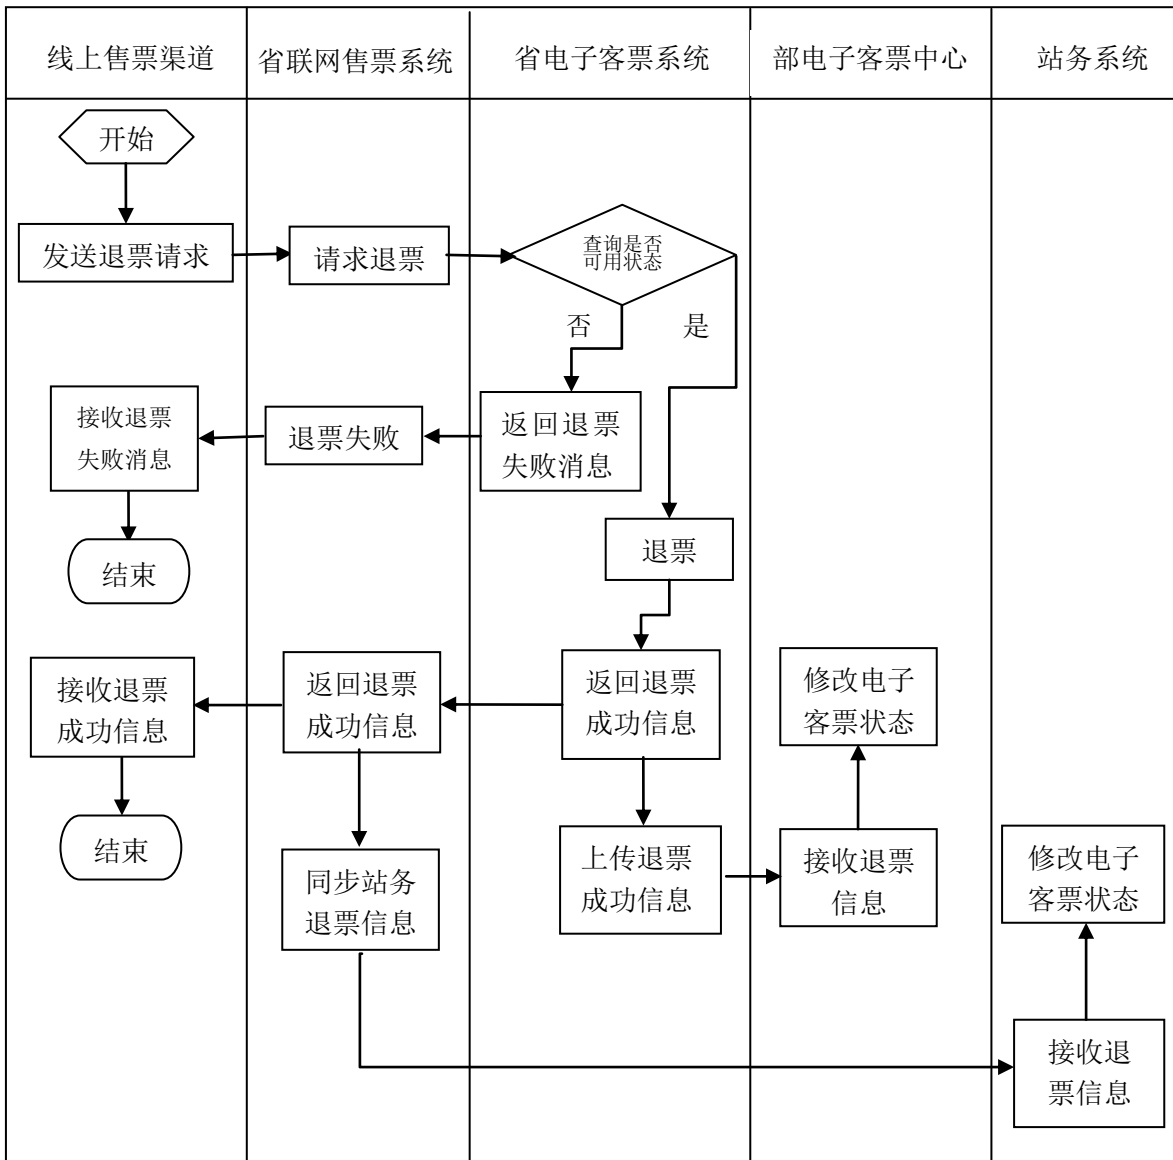 线上售票渠道
省联网售票系统
省电子客票系统
部电子客票中心
站务系统
开始
发送退票请求
请求退票
查询是否
可用状态
否
是
接收退票
失败消息
退票失败
返回退票
失败消息
退票
结束
接收退票
成功信息
返回退票
成功信息
返回退票
成功信息
修改电子
客票状态
结束
同步站务
退票信息
上传退票
成功信息
接收退票
信息
修改电子
客票状态
接收退
票信息